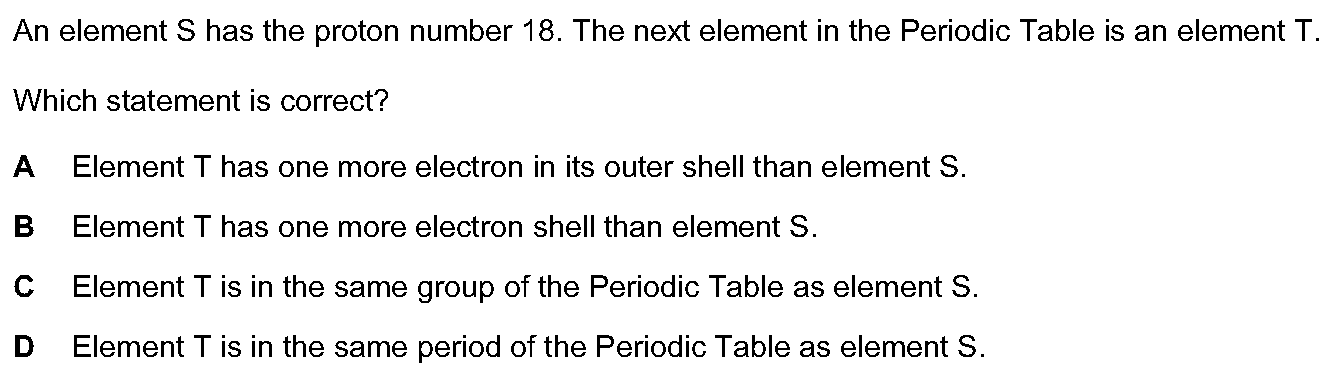 An element S has the proton number 18. The next element in the Periodic Table is an element T.
Which statement is correct?
A Element T has one more electron in its outer shell than element S.
B Element T has one more electron shell than element S.
C Element T is in the same group of the Periodic Table as element S.
D Element T is in the same period of the Periodic Table as element S.